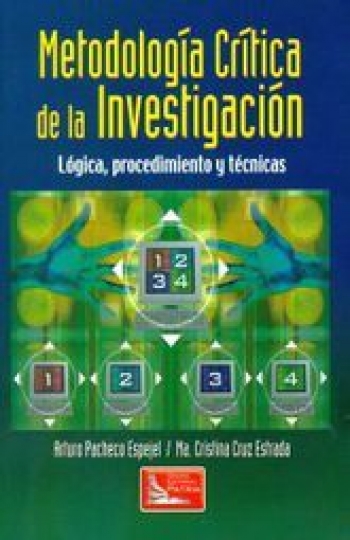 Metodología Crítica
de la Investigación
Lógica, procedimiento y técnicas
1 2
3 4
1 2 3 4
Arturo Pacheco Espejel / Ma. Cristina Cruz Estrada
PATRIA